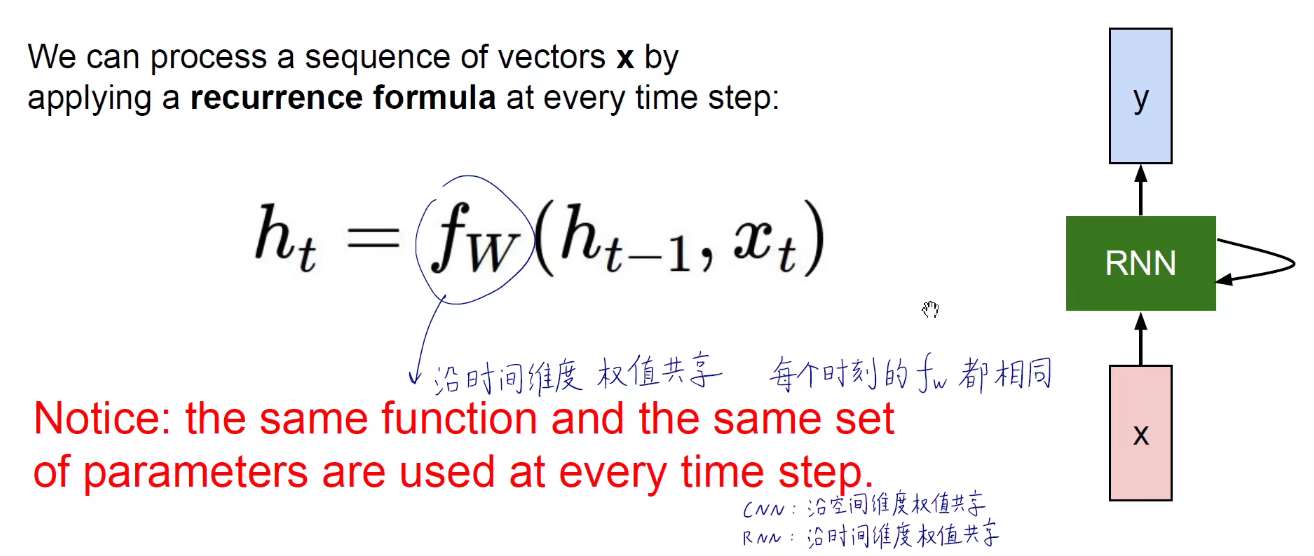 We can process a sequence of vectors x by
applying a recurrence formula at every time step:
y
h_t = f_W(h_{t-1}, x_t)
RNN
沿时间维度 权值共享 每个时刻的 f_w 都相同
Notice: the same function and the same set
of parameters are used at every time step.
x
CNN：沿空间维度权值共享
RNN：沿时间维度权值共享